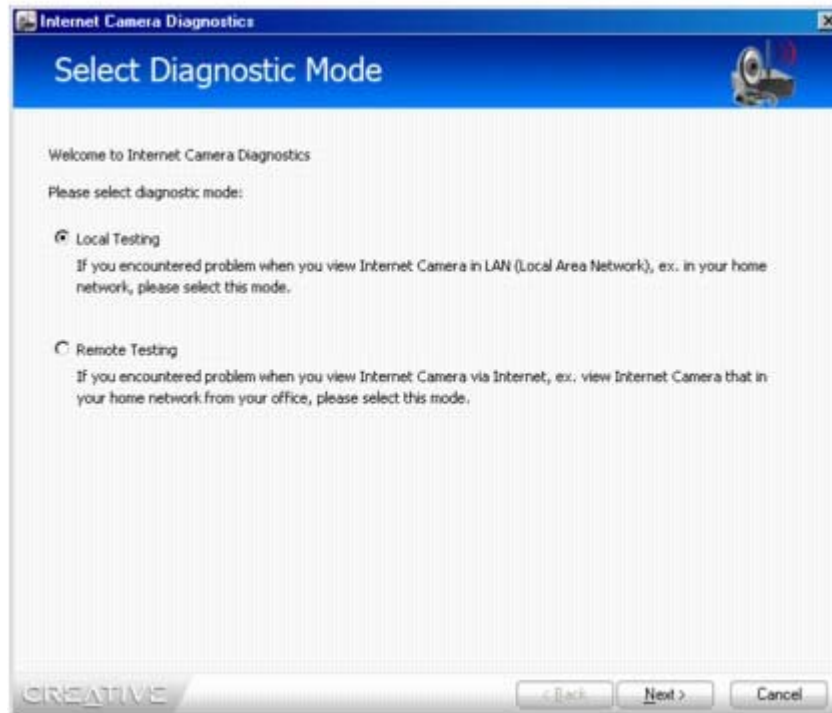 Internet Camera Diagnostics
Select Diagnostic Mode
Welcome to Internet Camera Diagnostics
Please select diagnostic mode:
Local Testing
If you encountered problem when you view Internet Camera in LAN (Local Area Network), ex. in your home
network, please select this mode.
Remote Testing
If you encountered problem when you view Internet Camera via Internet, ex. view Internet Camera that in
your home network from your office, please select this mode.
CREATIVE
< Back
Next >
Cancel